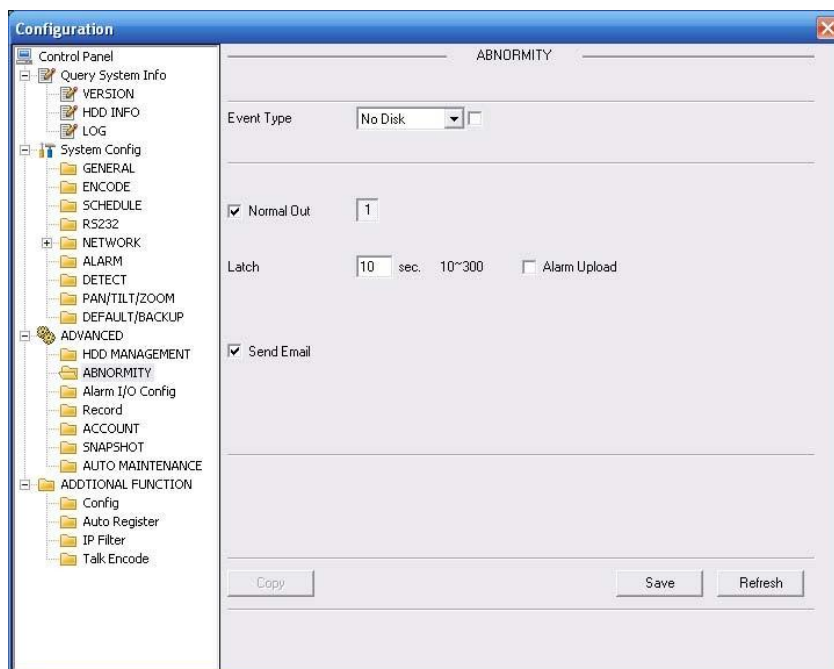 Configuration
Control Panel
Query System Info
VERSION
HDD INFO
LOG
System Config
GENERAL
ENCODE
SCHEDULE
RS232
NETWORK
ALARM
DETECT
PAN/TILT/ZOOM
DEFAULT/BACKUP
ADVANCED
HDD MANAGEMENT
ABNORMITY
Alarm I/O Config
Record
ACCOUNT
SNAPSHOT
AUTO MAINTENANCE
ADDTIONAL FUNCTION
Config
Auto Register
IP Filter
Talk Encode
ABNORMITY
Event Type No Disk
Normal Out 1
Latch 10 sec. 10~300 Alarm Upload
Send Email
Copy Save Refresh